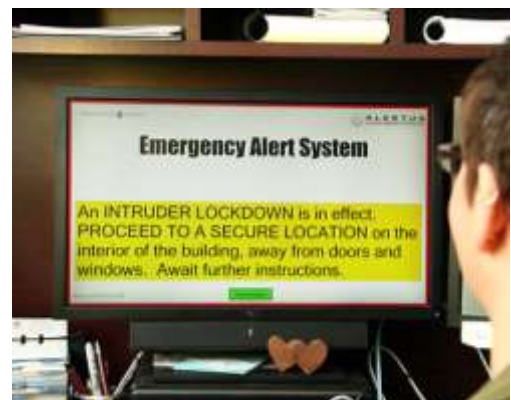 ALERTUS
Emergency Alert System
An INTRUDER LOCKDOWN is in effect.
PROCEED TO A SECURE LOCATION on the
interior of the building, away from doors and
windows. Await further instructions.